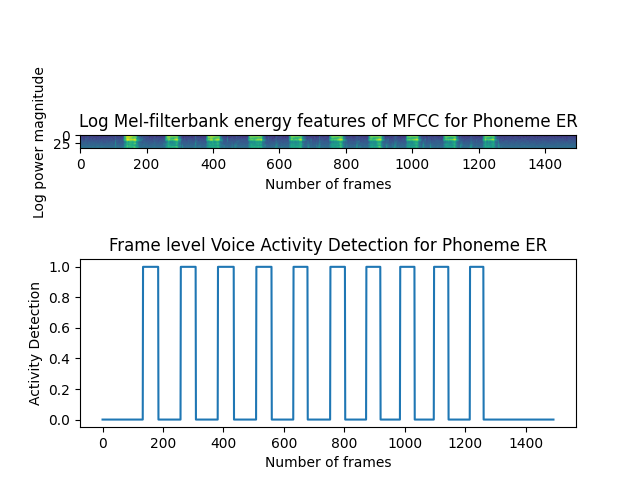 Log Mel-filterbank energy features of MFCC for Phoneme ER
Log power magnitude
0
25
0 200 400 600 800 1000 1200 1400
Number of frames
Frame level Voice Activity Detection for Phoneme ER
Activity Detection
1.0
0.8
0.6
0.4
0.2
0.0
0 200 400 600 800 1000 1200 1400
Number of frames